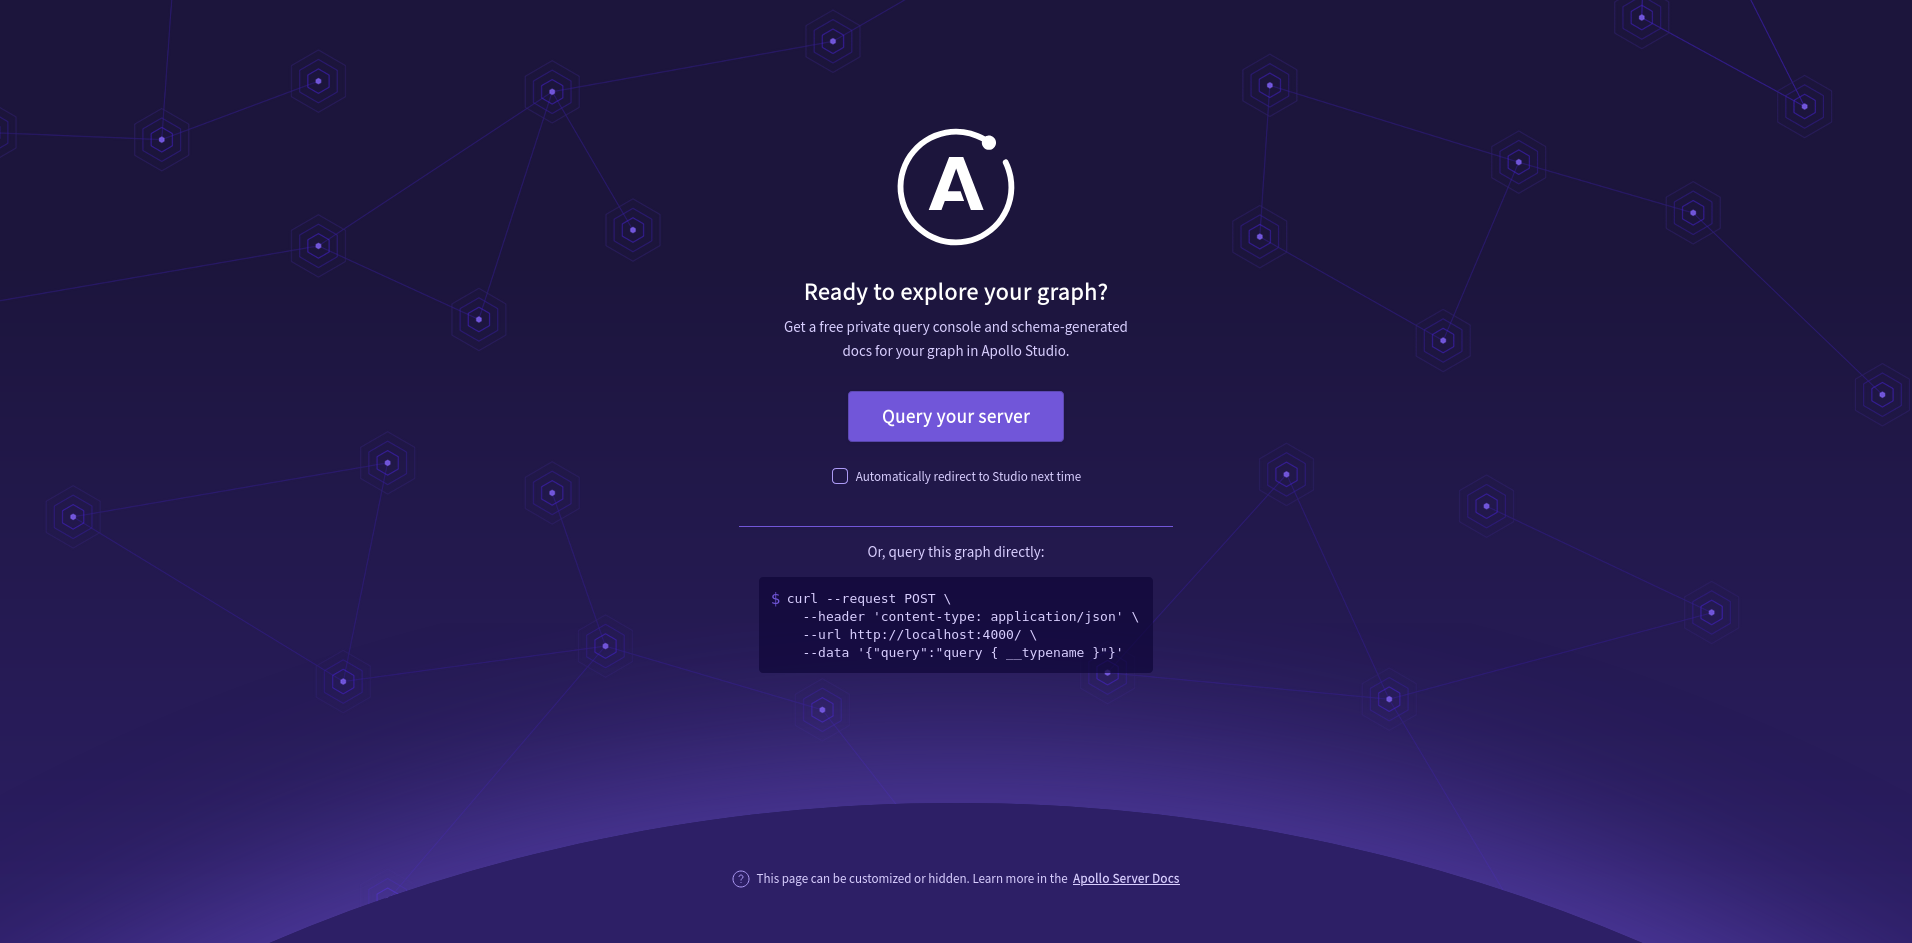 A
Ready to explore your graph?
Get a free private query console and schema-generated
docs for your graph in Apollo Studio.
Query your server
Automatically redirect to Studio next time
Or, query this graph directly:
$ curl --request POST \
--header 'content-type: application/json' \
--url http://localhost:4000/ \
--data '{"query":"query { __typename }"}'
? This page can be customized or hidden. Learn more in the Apollo Server Docs